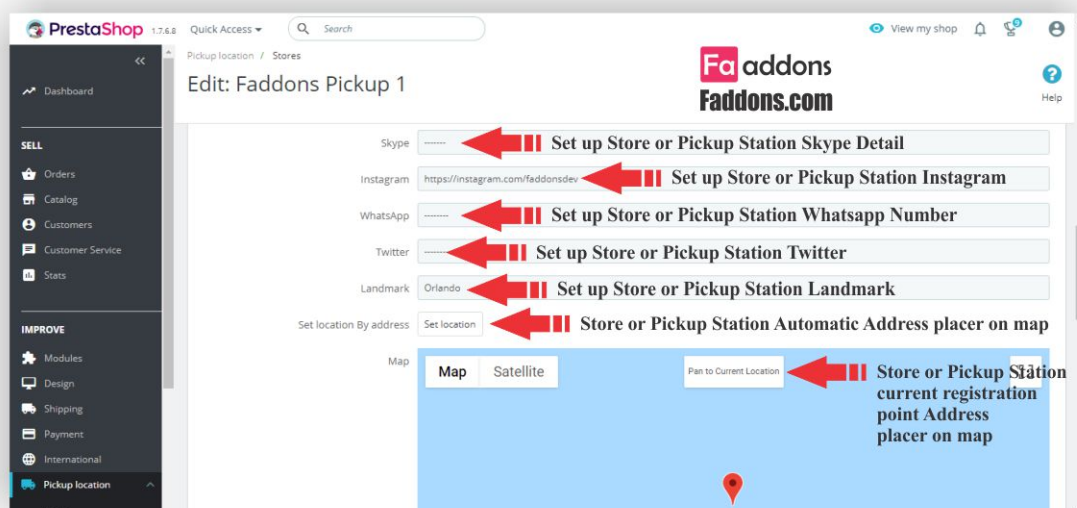 PrestaShop 1.7.6.8 Quick Access Search View my shop 9
Pickup location / Stores
Edit: Faddons Pickup 1
Fa addons
Faddons.com
Help
Dashboard
SELL
Orders
Catalog
Customers
Customer Service
Stats
IMPROVE
Modules
Design
Shipping
Payment
International
Pickup location
Skype ------- Set up Store or Pickup Station Skype Detail
Instagram https://instagram.com/faddonsdev Set up Store or Pickup Station Instagram
WhatsApp -------- Set up Store or Pickup Station Whatsapp Number
Twitter ------- Set up Store or Pickup Station Twitter
Landmark Orlando Set up Store or Pickup Station Landmark
Set location By address Set location Store or Pickup Station Automatic Address placer on map
Map Map Satellite Pan to Current Location Store or Pickup Station
current registration
point Address
placer on map